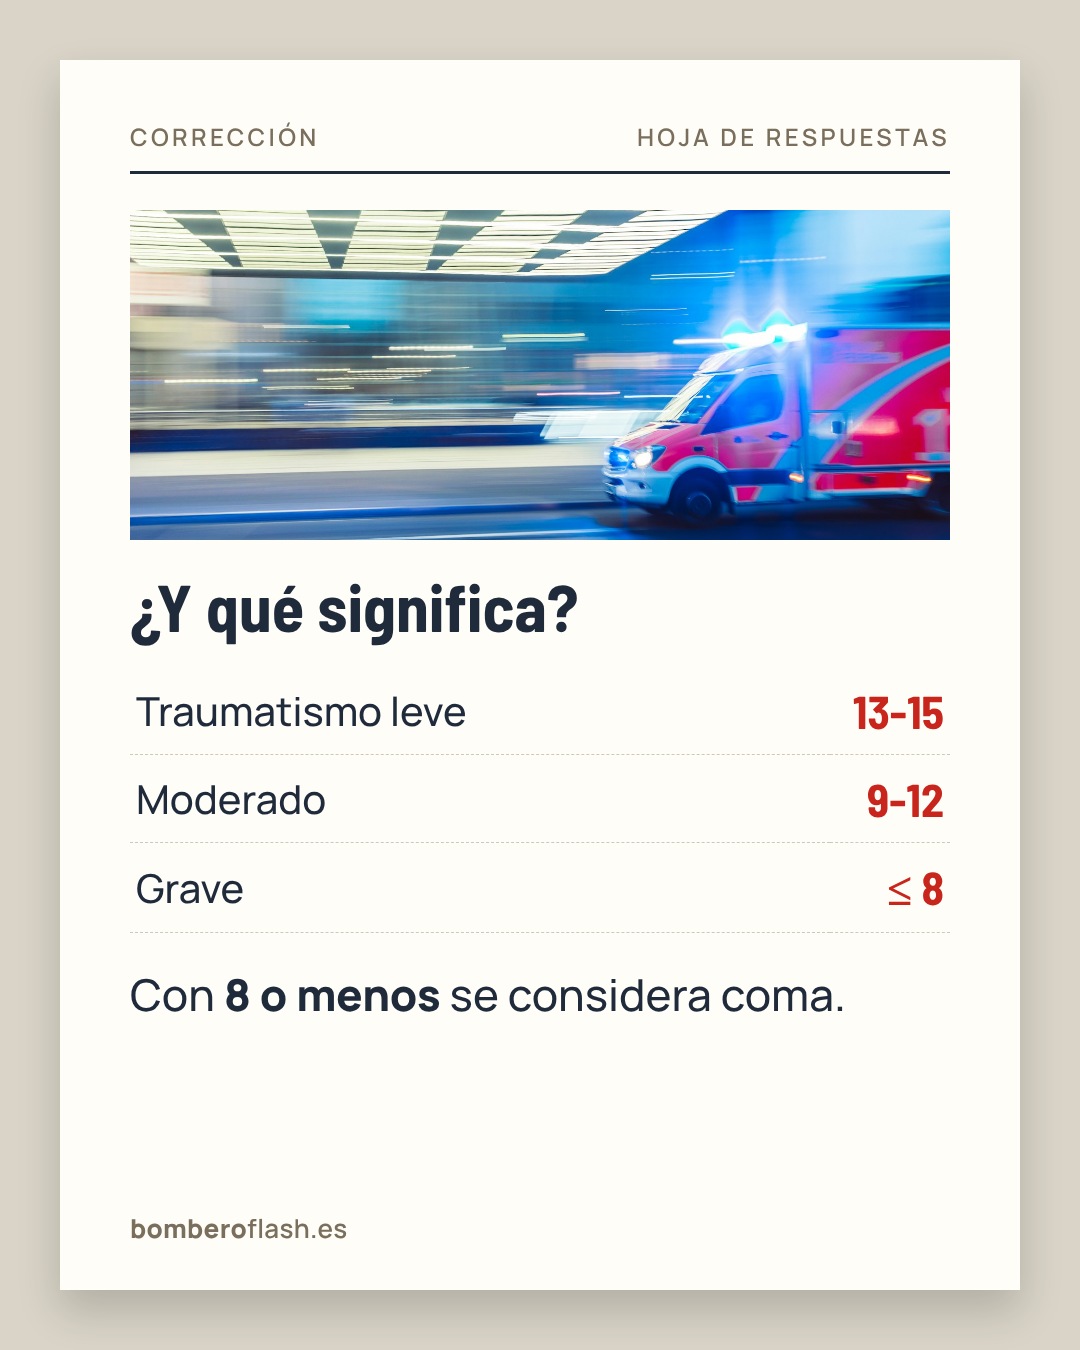 CORRECCIÓN HOJA DE RESPUESTAS
¿Y qué significa?
Traumatismo leve 13-15
Moderado 9-12
Grave ≤ 8
Con 8 o menos se considera coma.
bomberoflash.es